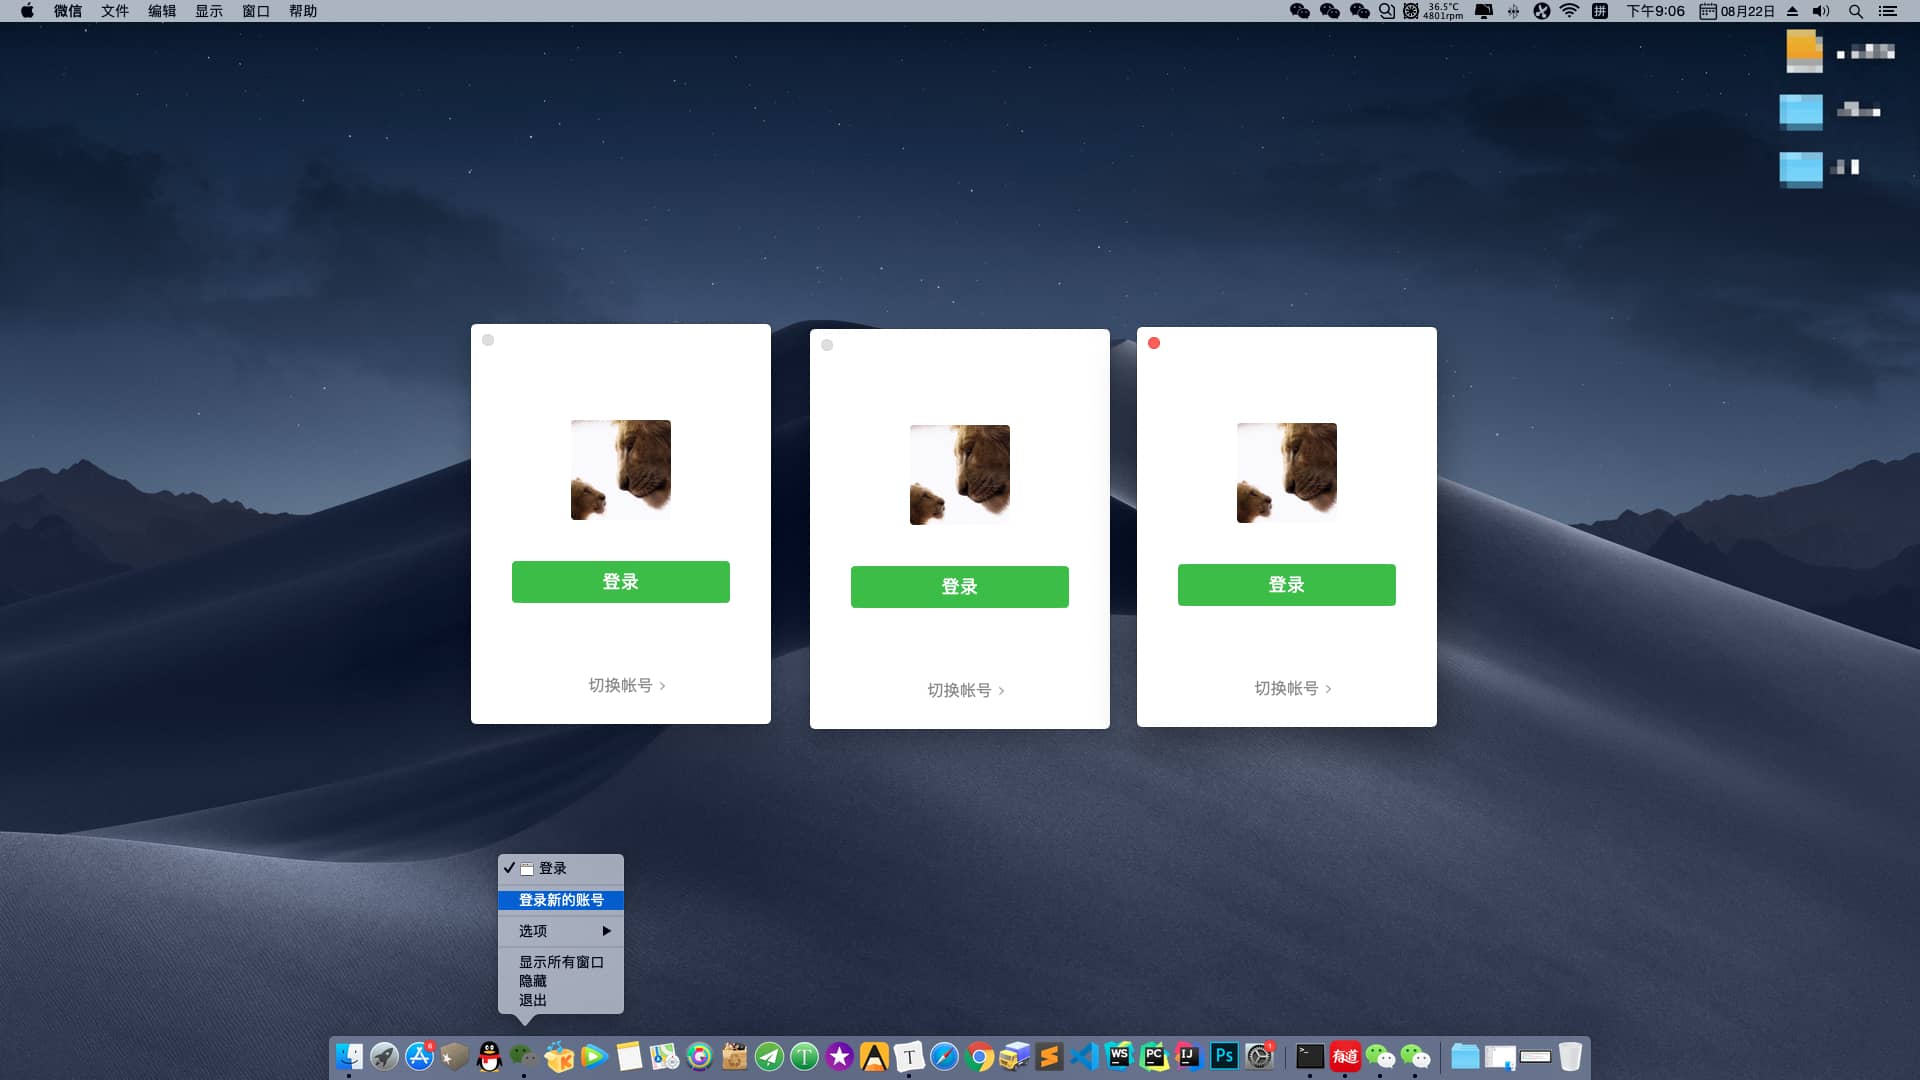 微信 文件 编辑 显示 窗口 帮助
36.5°C
4801rpm
拼 下午9:06 08月22日
登录
切换帐号 >
登录
切换帐号 >
登录
切换帐号 >
✓ 登录
登录新的账号
选项 ▶
显示所有窗口
隐藏
退出
6
T
T
WS
PC
IJ
Ps
1
有道